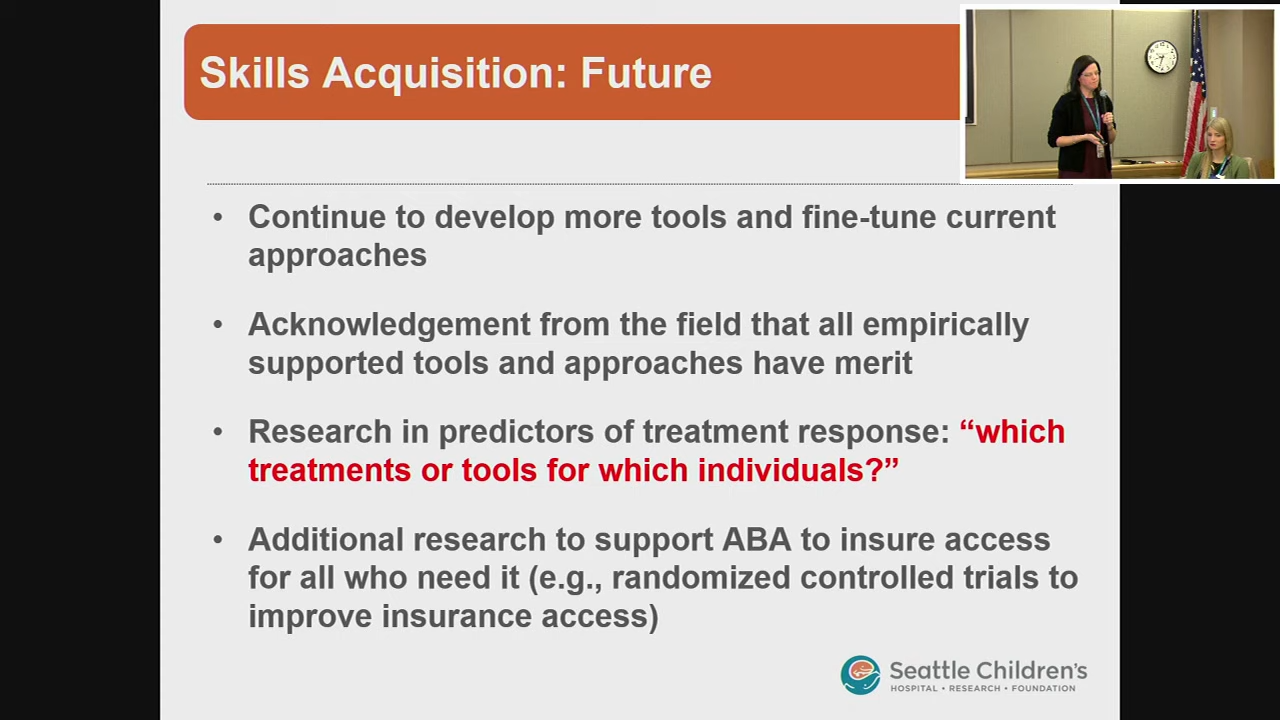 Skills Acquisition: Future
• Continue to develop more tools and fine-tune current
approaches
• Acknowledgement from the field that all empirically
supported tools and approaches have merit
• Research in predictors of treatment response: “which
treatments or tools for which individuals?”
• Additional research to support ABA to insure access
for all who need it (e.g., randomized controlled trials to
improve insurance access)
Seattle Children's
HOSPITAL • RESEARCH • FOUNDATION